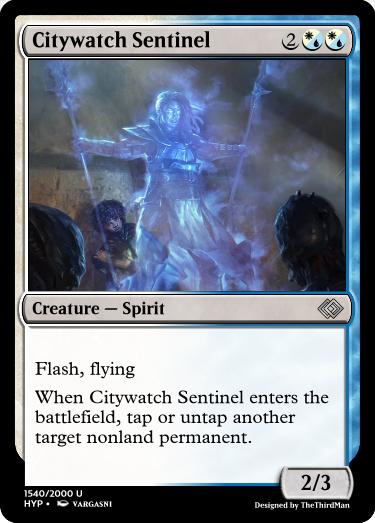 Citywatch Sentinel 2
Creature — Spirit
Flash, flying
When Citywatch Sentinel enters the
battlefield, tap or untap another
target nonland permanent.
2/3
1540/2000 U
HYP • VARGASNI
Designed by TheThirdMan